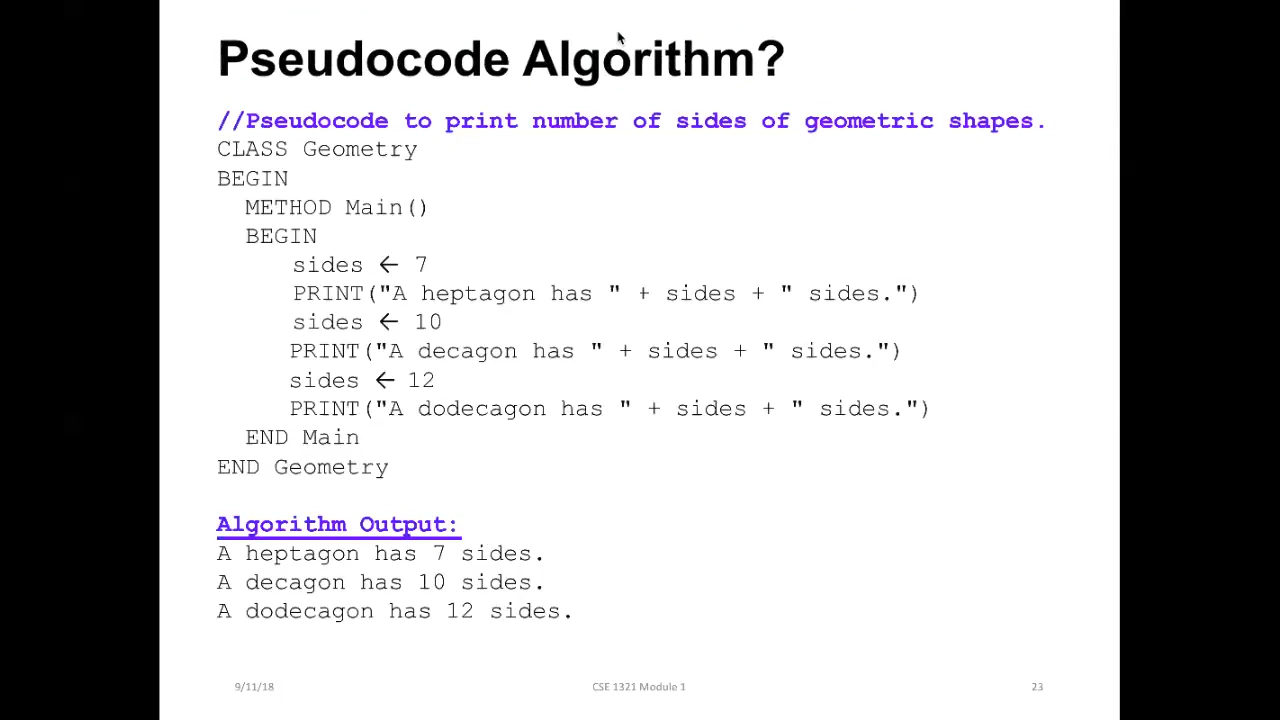 Pseudocode Algorithm?
//Pseudocode to print number of sides of geometric shapes.
CLASS Geometry
BEGIN
METHOD Main()
BEGIN
sides ← 7
PRINT("A heptagon has " + sides + " sides.")
sides ← 10
PRINT("A decagon has " + sides + " sides.")
sides ← 12
PRINT("A dodecagon has " + sides + " sides.")
END Main
END Geometry
Algorithm Output:
A heptagon has 7 sides.
A decagon has 10 sides.
A dodecagon has 12 sides.
9/11/18 CSE 1321 Module 1 23